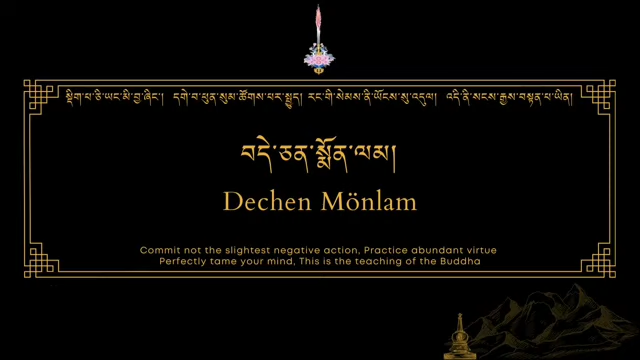 སྡིག་པ་ཅི་ཡང་མི་བྱ་ཞིང་། དགེ་བ་ཕུན་སུམ་ཚོགས་པར་སྤྱད། རང་གི་སེམས་ནི་ཡོངས་སུ་འདུལ། འདི་ནི་སངས་རྒྱས་བསྟན་པ་ཡིན།
བདེ་ཅན་སྨོན་ལམ།
Dechen Mönlam
Commit not the slightest negative action, Practice abundant virtue
Perfectly tame your mind, This is the teaching of the Buddha